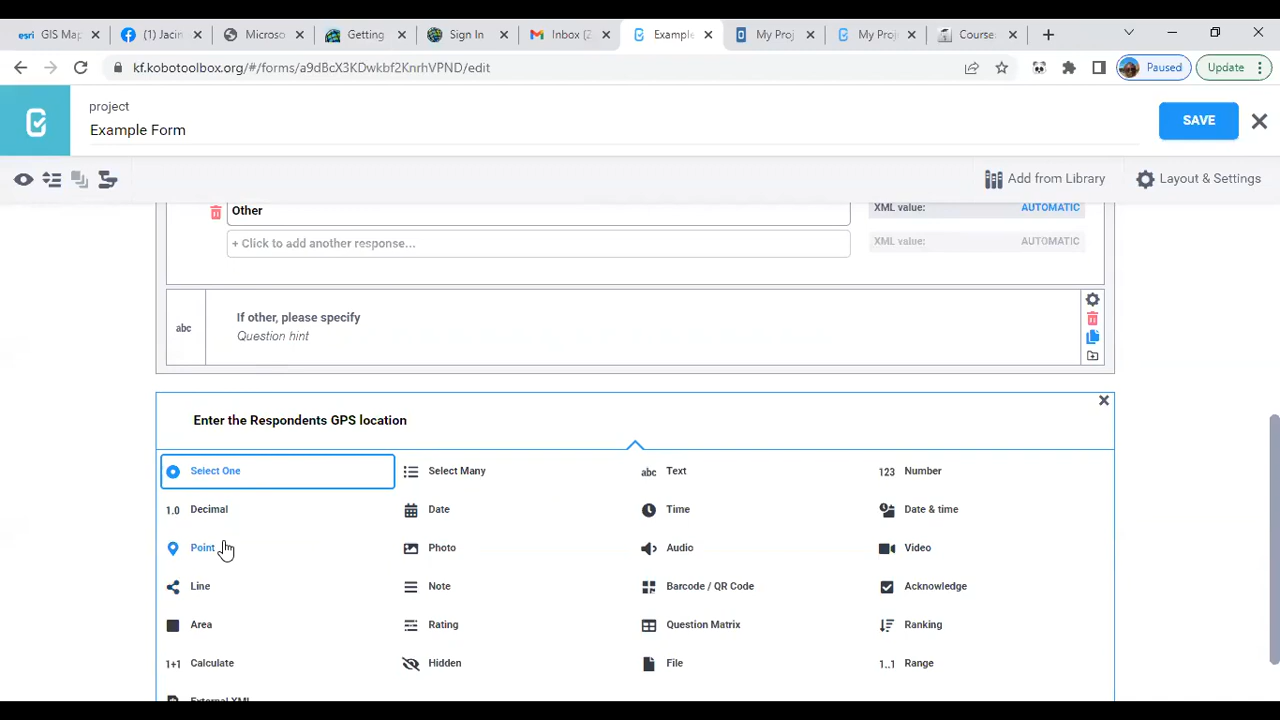 esri GIS Map
(1) Jacin
Microso
Getting
Sign In
Inbox (2
Example
My Proj
My Proj
Course
kf.kobotoolbox.org/#/forms/a9dBcX3KDwkbf2KnrhVPND/edit
Paused
Update
project
Example Form
SAVE
Add from Library
Layout & Settings
Other
XML value: AUTOMATIC
+ Click to add another response...
XML value: AUTOMATIC
abc
If other, please specify
Question hint
Enter the Respondents GPS location
Select One
Select Many
abc Text
123 Number
1.0 Decimal
Date
Time
Date & time
Point
Photo
Audio
Video
Line
Note
Barcode / QR Code
Acknowledge
Area
Rating
Question Matrix
Ranking
1+1 Calculate
Hidden
File
1..1 Range
External XML